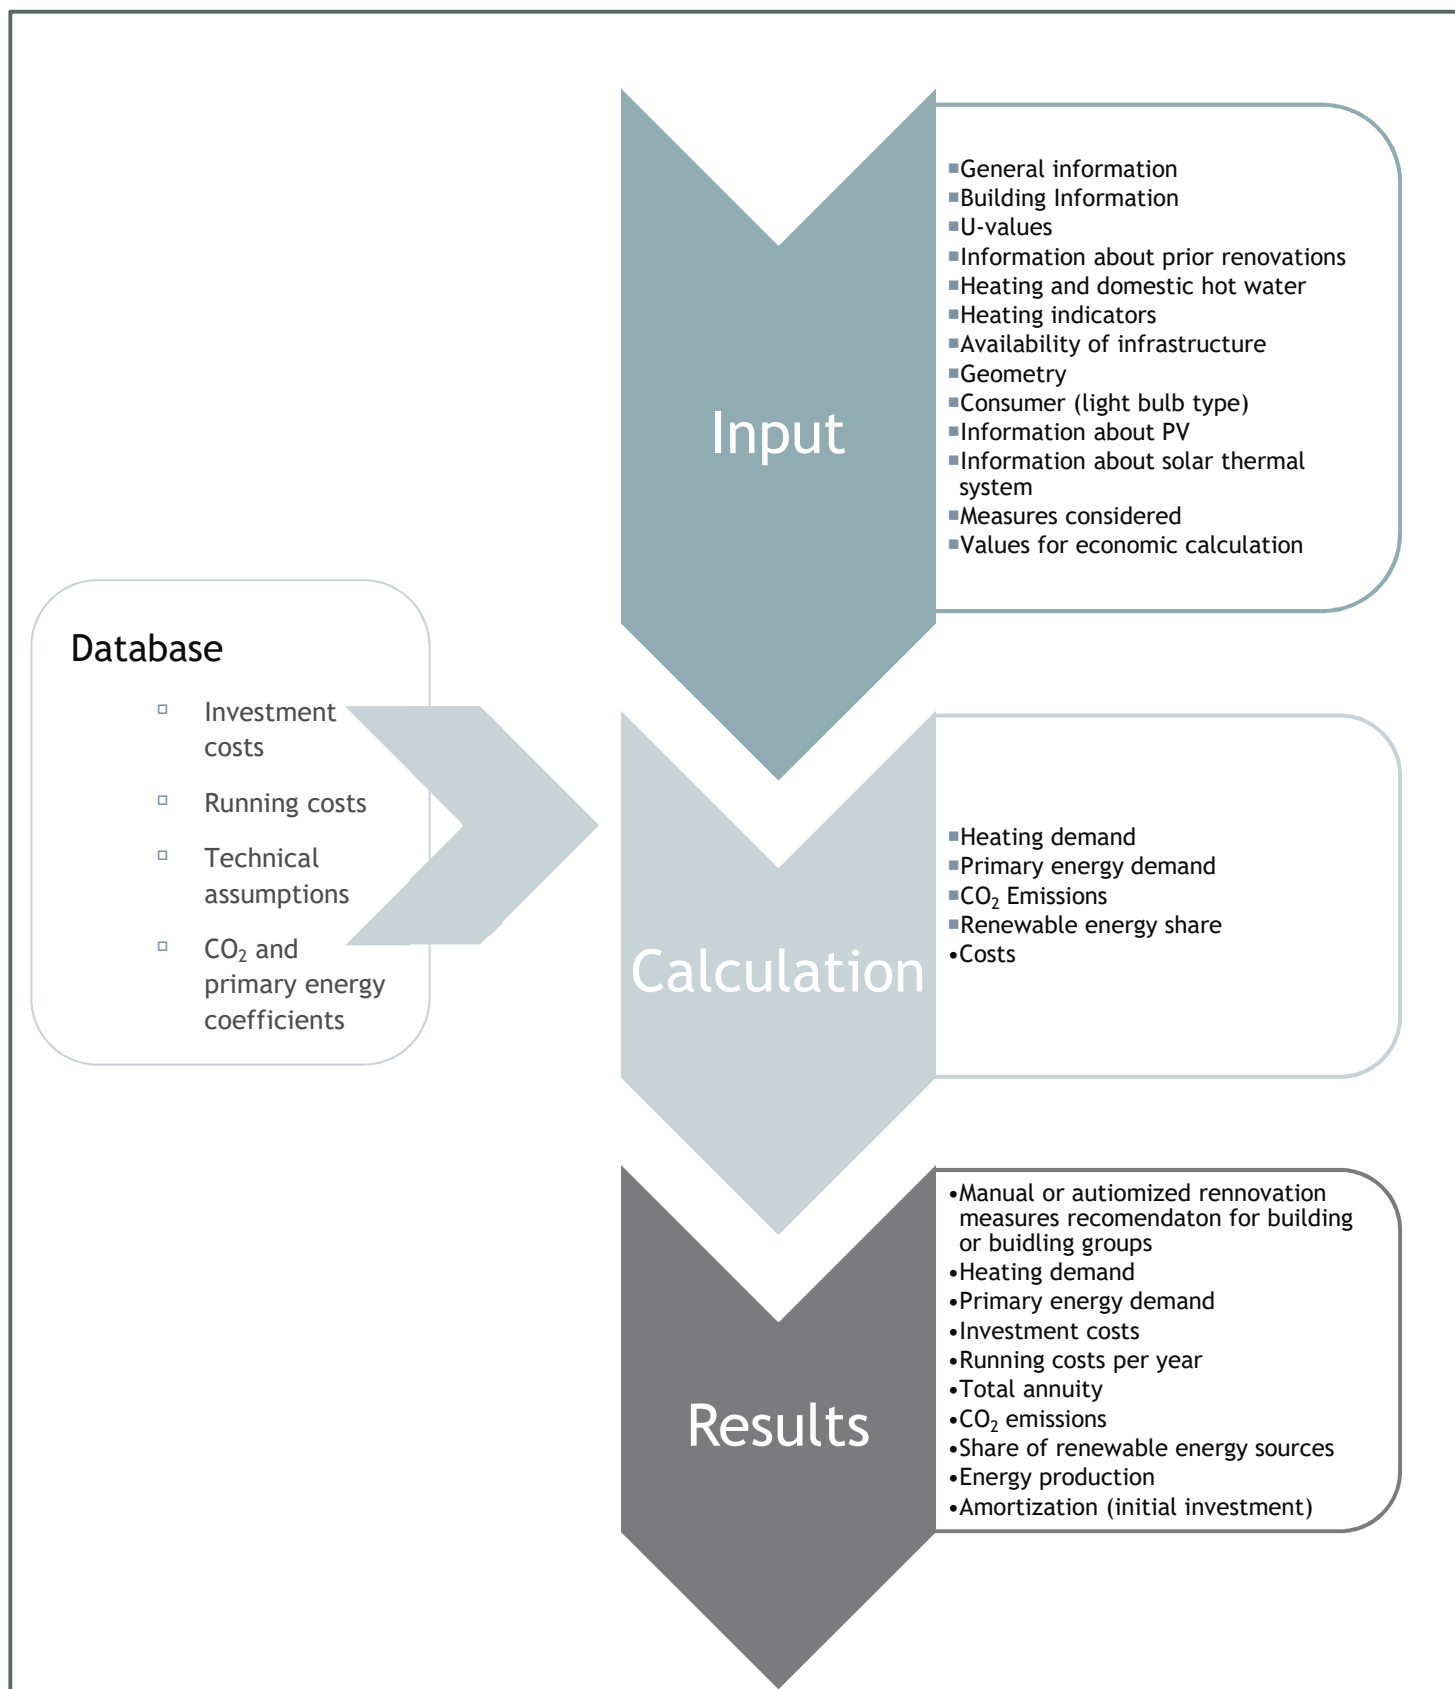 Input
General information
Building Information
U-values
Information about prior renovations
Heating and domestic hot water
Heating indicators
Availability of infrastructure
Geometry
Consumer (light bulb type)
Information about PV
Information about solar thermal
system
Measures considered
Values for economic calculation
Database
Investment
costs
Running costs
Technical
assumptions
CO₂ and
primary energy
coefficients
Calculation
Heating demand
Primary energy demand
CO₂ Emissions
Renewable energy share
•Costs
Results
•Manual or autiomized rennovation
measures recomendaton for building
or buidling groups
•Heating demand
•Primary energy demand
•Investment costs
•Running costs per year
•Total annuity
•CO₂ emissions
•Share of renewable energy sources
•Energy production
•Amortization (initial investment)